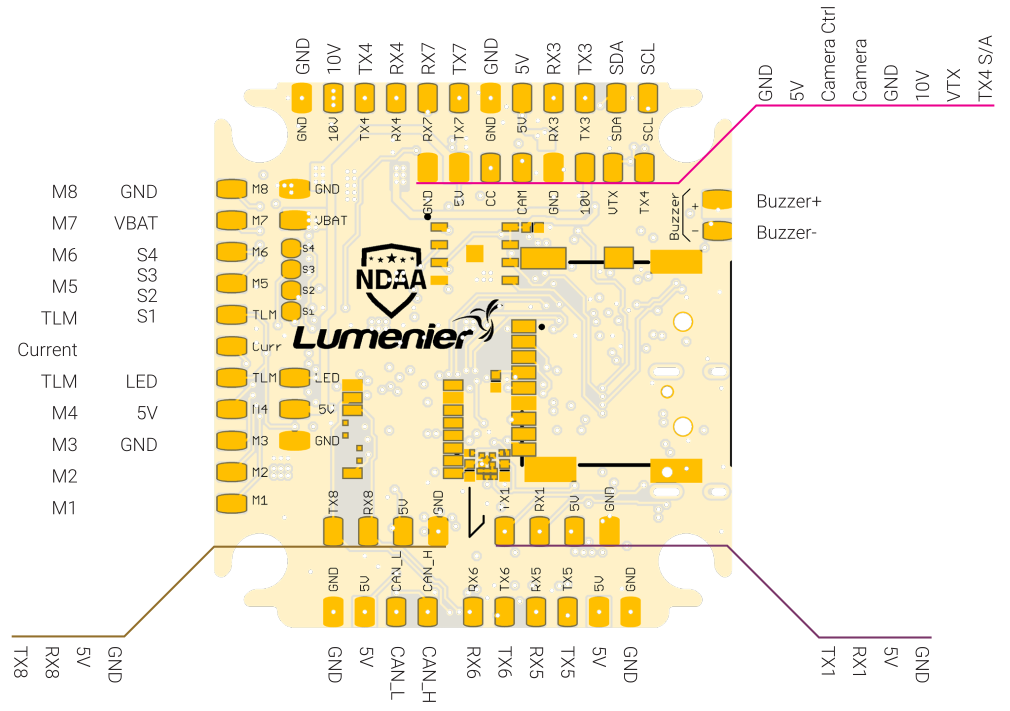 GND 10V TX4 RX4 RX7 TX7 GND 5V RX3 TX3 SDA SCL
GND 5V Camera Ctrl Camera GND 10V VTX TX4 S/A
GND 10V TX4 RX4 RX7 TX7 GND 5V RX3 TX3 SDA SCL
GND 5V CC CAM GND 10V VTX TX4
M8 GND
M7 VBAT
M6 S4
S3
M5
S2
TLM S1
Current
TLM LED
M4 5V
M3 GND
M2
M1
M8 GND
M7 VBAT
M6 S4
S3
M5 S2
TLM S1
Curr
TLM LED
M4 5V
M3 GND
M2
M1
Buzzer + -
Buzzer+
Buzzer-
NDAA
Lumenier
TX8 RX8 5V GND TX1 RX1 5V GND
GND 5V CAN_L CAN_H RX6 TX6 RX5 TX5 5V GND
TX8 RX8 5V GND
GND 5V CAN_L CAN_H RX6 TX6 RX5 TX5 5V GND
TX1 RX1 5V GND